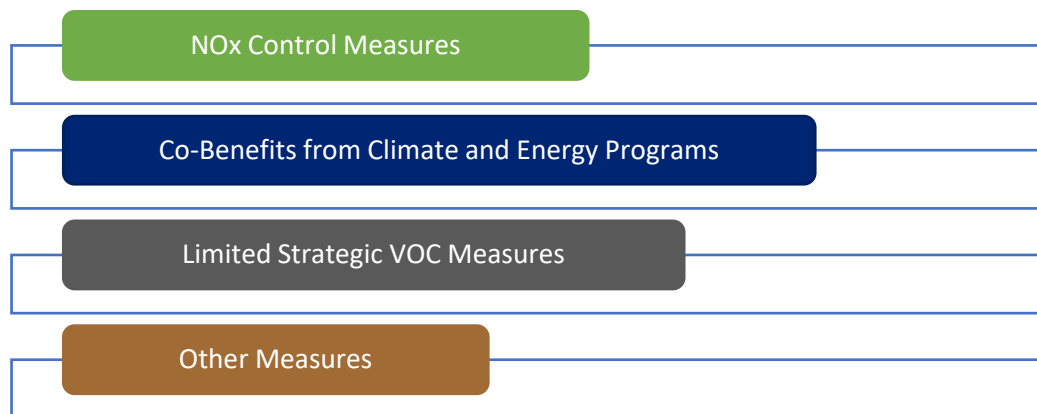 NOx Control Measures
Co-Benefits from Climate and Energy Programs
Limited Strategic VOC Measures
Other Measures